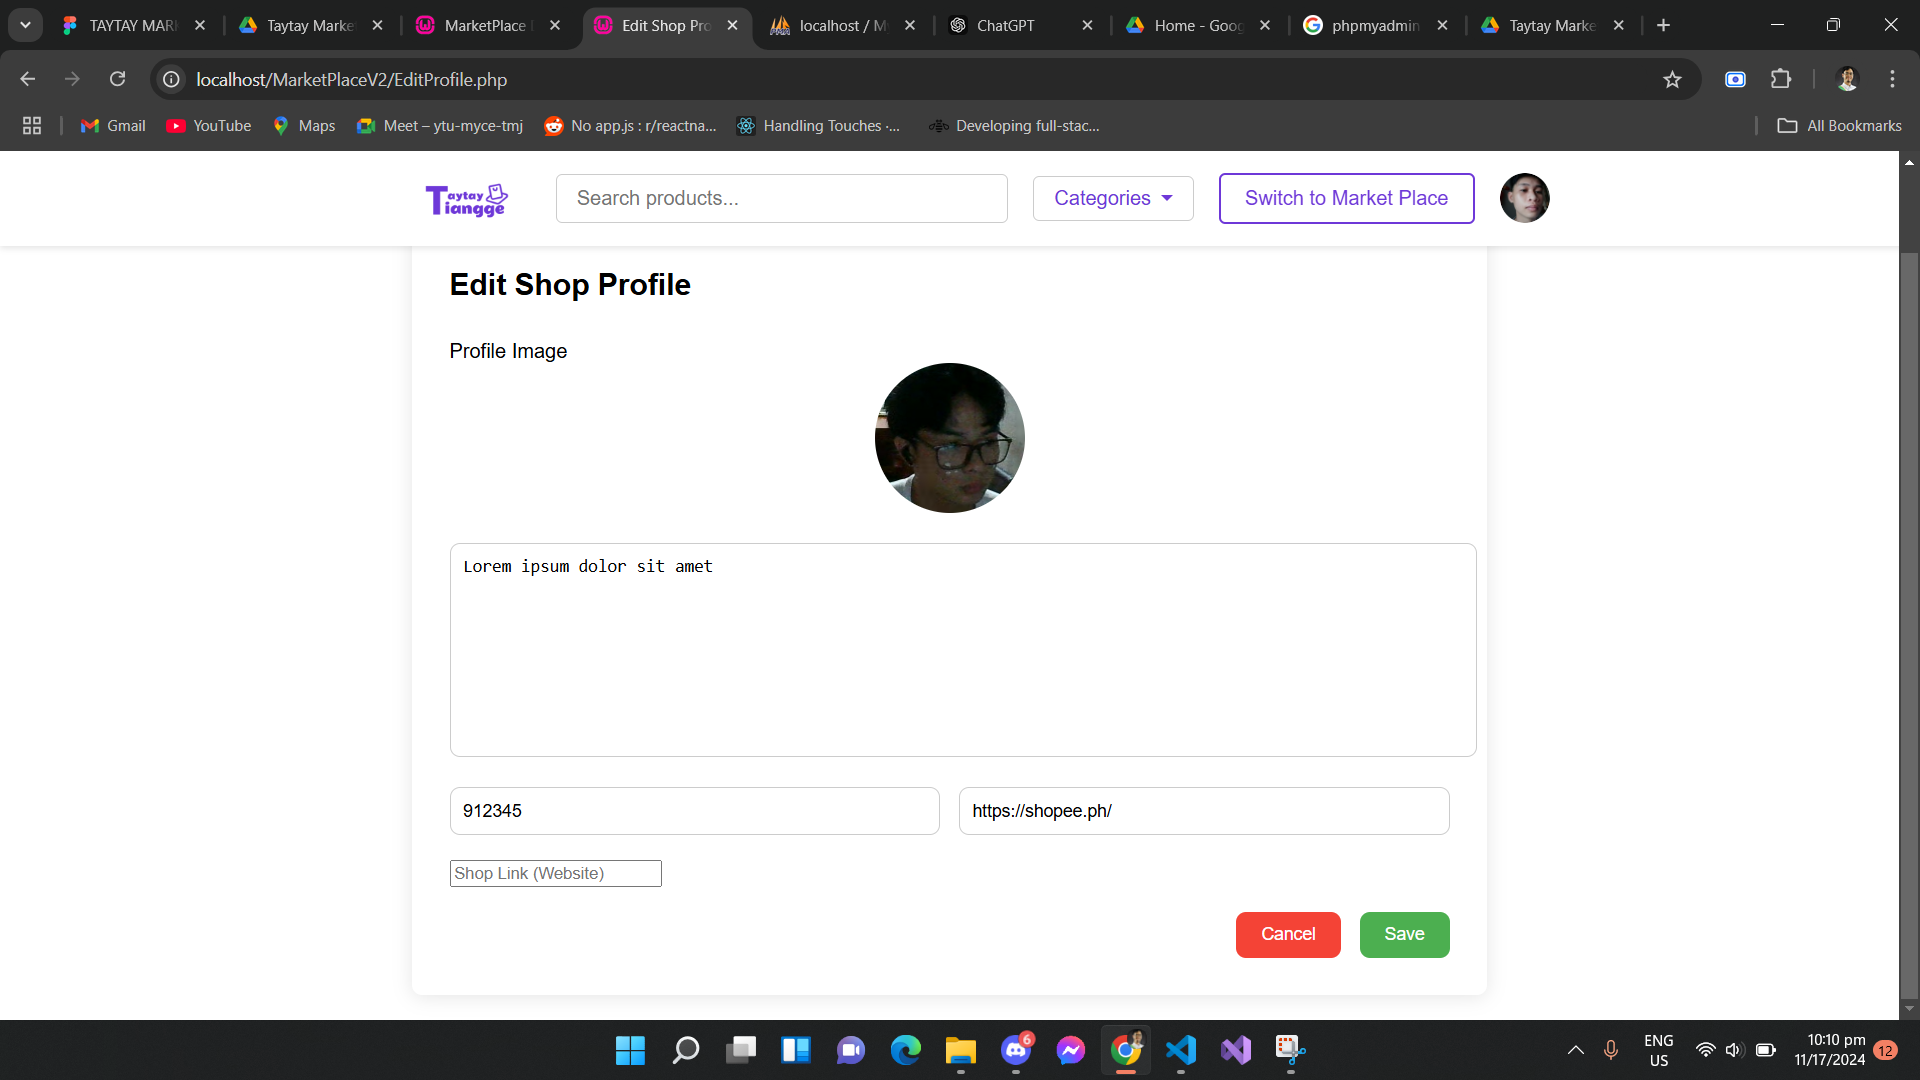 TAYTAY MAR
Taytay Marke
MarketPlace
Edit Shop Pro
localhost / M
ChatGPT
Home - Goog
phpmyadmin
Taytay Marke
localhost/MarketPlaceV2/EditProfile.php
Gmail
YouTube
Maps
Meet – ytu-myce-tmj
No app.js : r/reactna...
Handling Touches ·...
Developing full-stac...
All Bookmarks
Taytay
Tiangge
Search products...
Categories
Switch to Market Place
Edit Shop Profile
Profile Image
Lorem ipsum dolor sit amet
912345
https://shopee.ph/
Shop Link (Website)
Cancel
Save
6
ENG
US
10:10 pm
11/17/2024
12